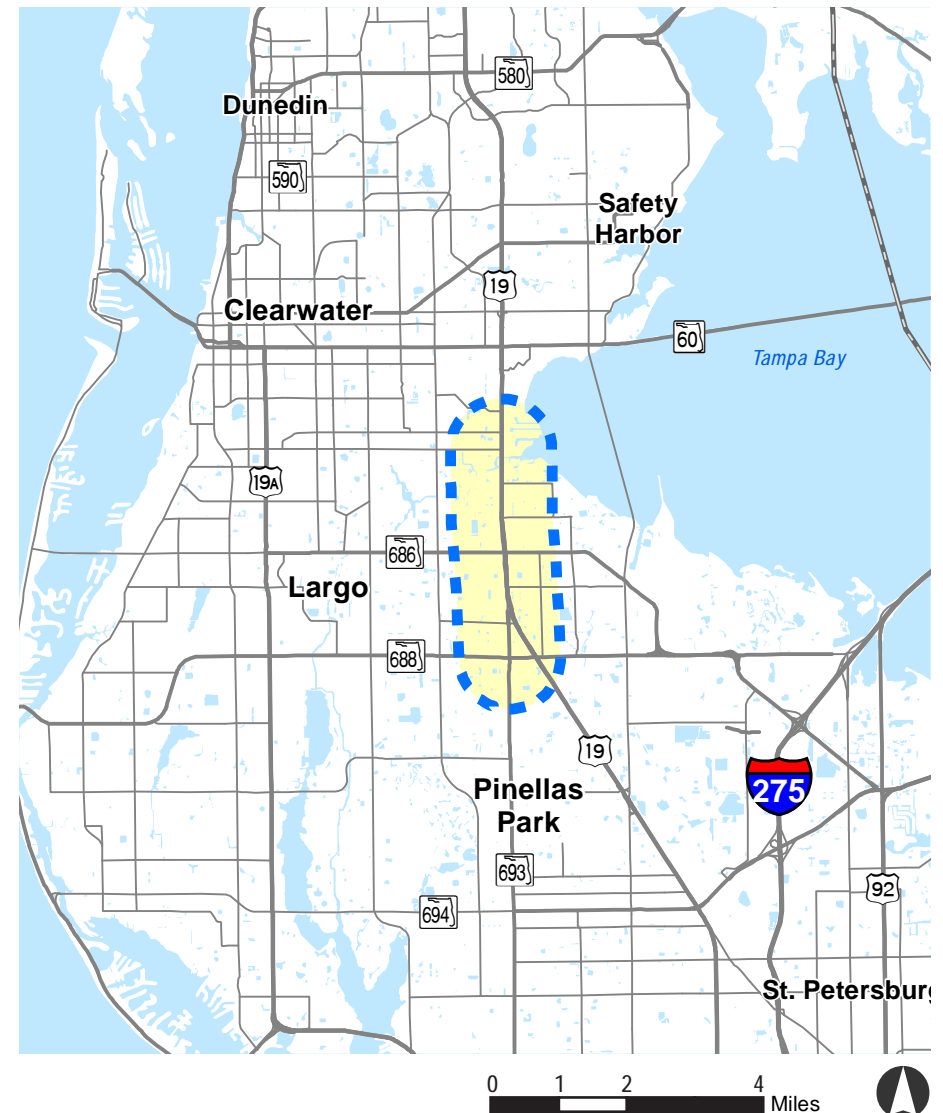 580
Dunedin
590
Safety
Harbor
19
Clearwater
60
Tampa Bay
19A
686
Largo
688
19
Pinellas
Park
275
693
92
694
St. Petersburg
0 1 2 4
Miles